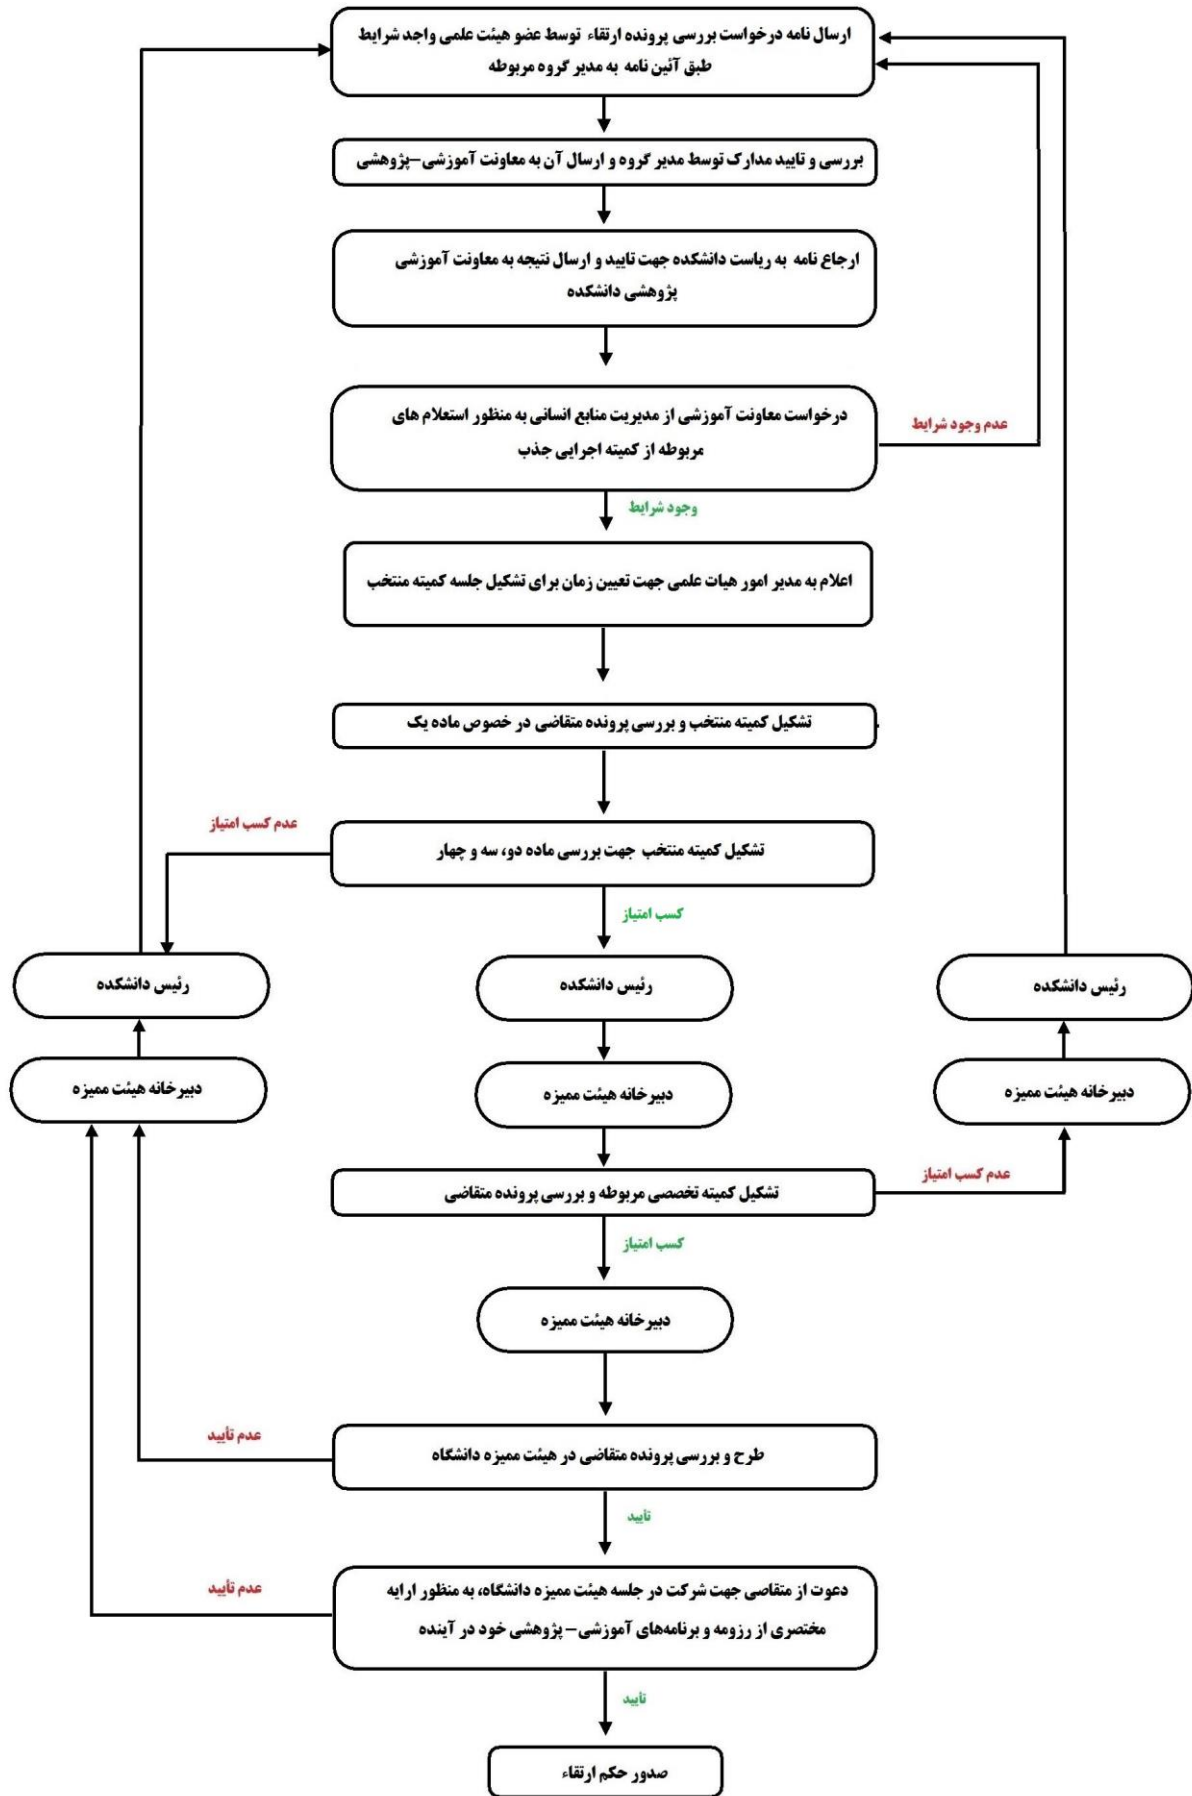 ارسال نامه درخواست بررسی پرونده ارتقاء توسط عضو هیئت علمی واجد شرایط
طبق آئین نامه به مدیر گروه مربوطه
بررسی و تایید مدارک توسط مدیر گروه و ارسال آن به معاونت آموزشی-پژوهشی
ارجاع نامه به ریاست دانشکده جهت تایید و ارسال نتیجه به معاونت آموزشی
پژوهشی دانشکده
درخواست معاونت آموزشی از مدیریت منابع انسانی به منظور استعلام های
مربوطه از کمیته اجرایی جذب
عدم وجود شرایط
وجود شرایط
اعلام به مدیر امور هیات علمی جهت تعیین زمان برای تشکیل جلسه کمیته منتخب
تشکیل کمیته منتخب و بررسی پرونده متقاضی در خصوص ماده یک
تشکیل کمیته منتخب جهت بررسی ماده دو، سه و چهار
عدم کسب امتیاز
کسب امتیاز
رئیس دانشکده
رئیس دانشکده
رئیس دانشکده
دبیرخانه هیئت ممیزه
دبیرخانه هیئت ممیزه
دبیرخانه هیئت ممیزه
عدم کسب امتیاز
تشکیل کمیته تخصصی مربوطه و بررسی پرونده متقاضی
کسب امتیاز
دبیرخانه هیئت ممیزه
طرح و بررسی پرونده متقاضی در هیئت ممیزه دانشگاه
عدم تأیید
تأیید
دعوت از متقاصی جهت شرکت در جلسه هیئت ممیزه دانشگاه، به منظور ارایه
مختصری از رزومه و برنامه‌های آموزشی- پژوهشی خود در آینده
عدم تأیید
تأیید
صدور حکم ارتقاء